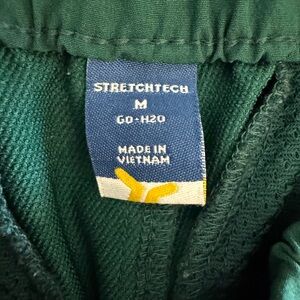 STRETCHTECH
M
GO-H2O
MADE IN
VIETNAM